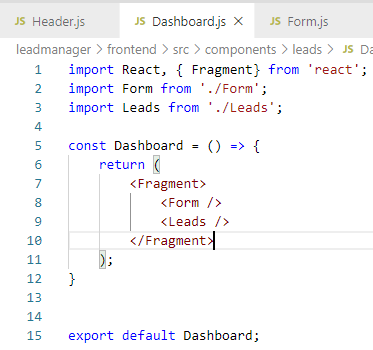 JS Header.js JS Dashboard.js × JS Form.js
leadmanager > frontend > src > components > leads > JS Da
1 import React, { Fragment} from 'react';
2 import Form from './Form';
3 import Leads from './Leads';
4
5 const Dashboard = () => {
6     return (
7         <Fragment>
8             <Form />
9             <Leads />
10         </Fragment>
11     );
12 }
13
14
15 export default Dashboard;